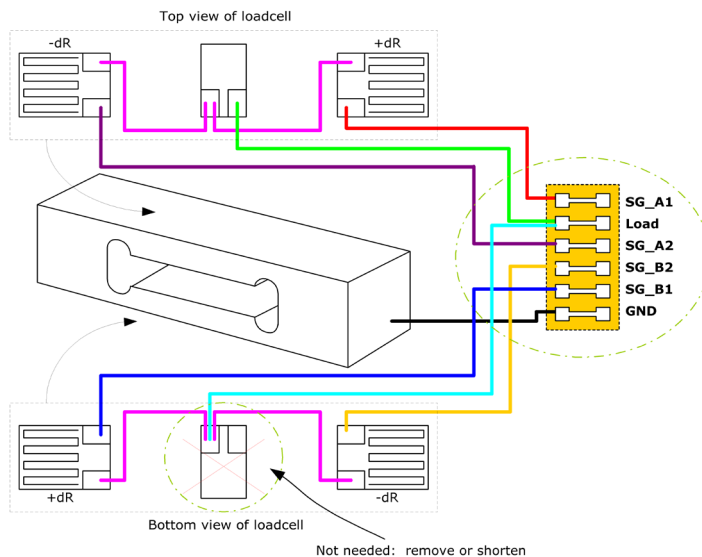 Top view of loadcell
-dR
+dR
SG_A1
Load
SG_A2
SG_B2
SG_B1
GND
+dR
-dR
Bottom view of loadcell
Not needed: remove or shorten